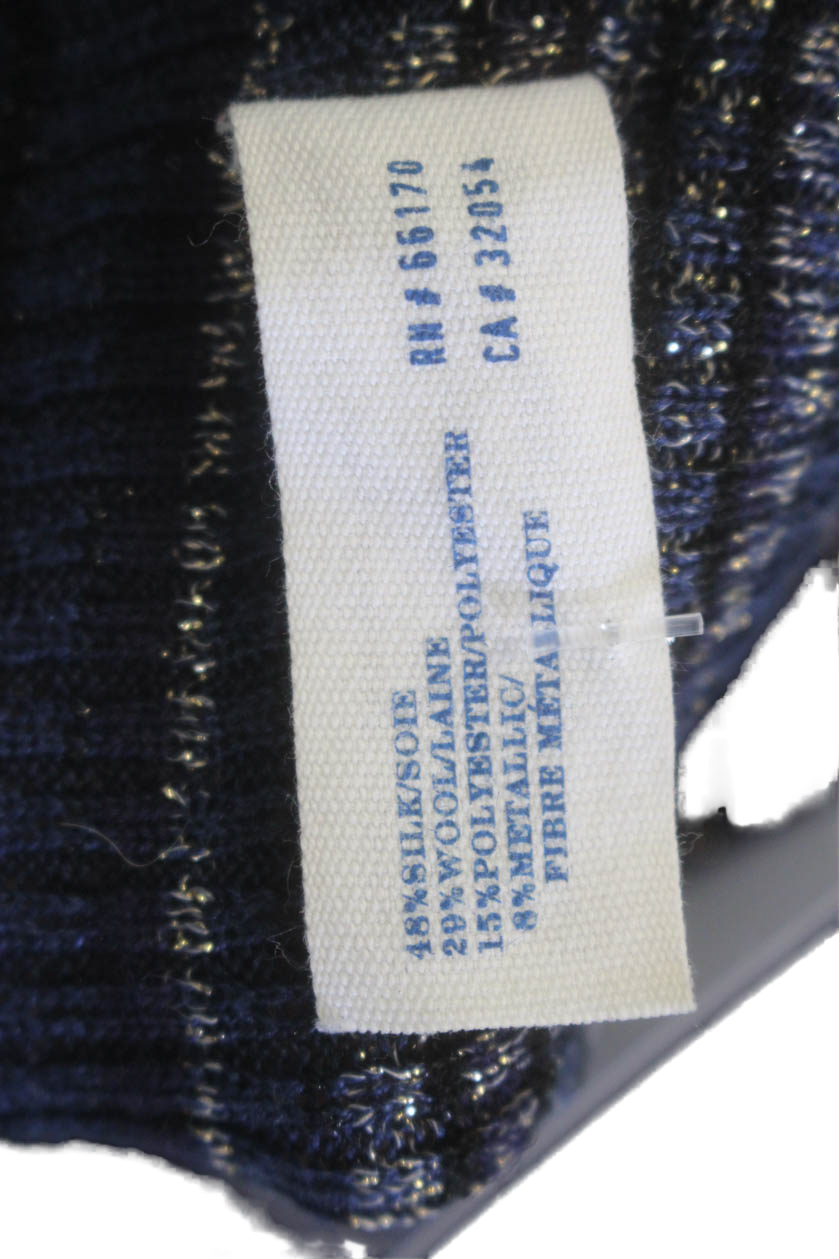 48%SILK/SOIE
29%WOOL/LAINE
15%POLYESTER/POLYESTER
8%METALLIC/
FIBRE MÉTALLIQUE
RN # 66170
CA # 32054